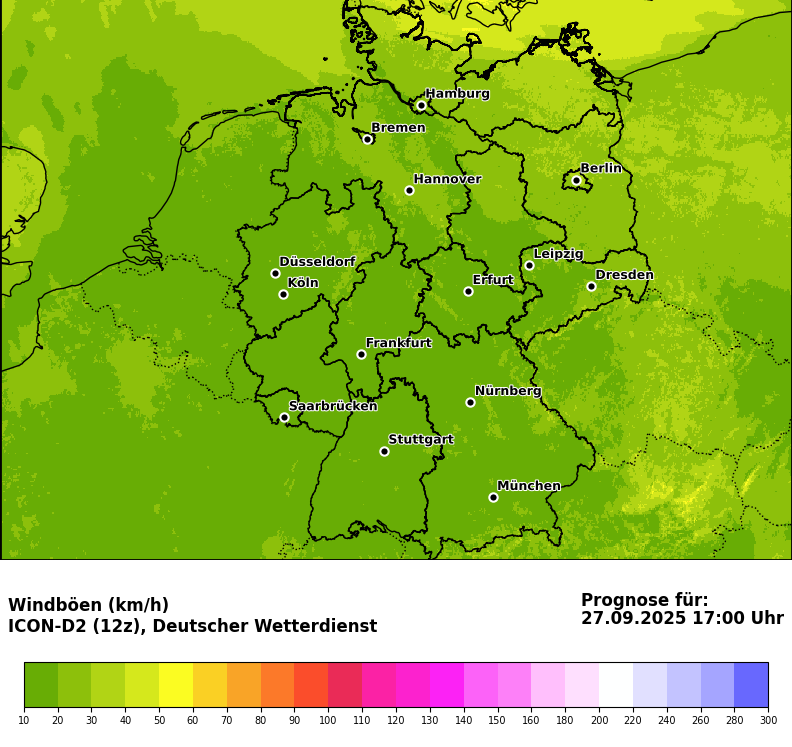 Hamburg
Bremen
Berlin
Hannover
Leipzig
Düsseldorf
Dresden
Köln
Erfurt
Frankfurt
Nürnberg
Saarbrücken
Stuttgart
München
Windböen (km/h)
ICON-D2 (12z), Deutscher Wetterdienst
Prognose für:
27.09.2025 17:00 Uhr
10 20 30 40 50 60 70 80 90 100 110 120 130 140 150 160 180 200 220 240 260 280 300